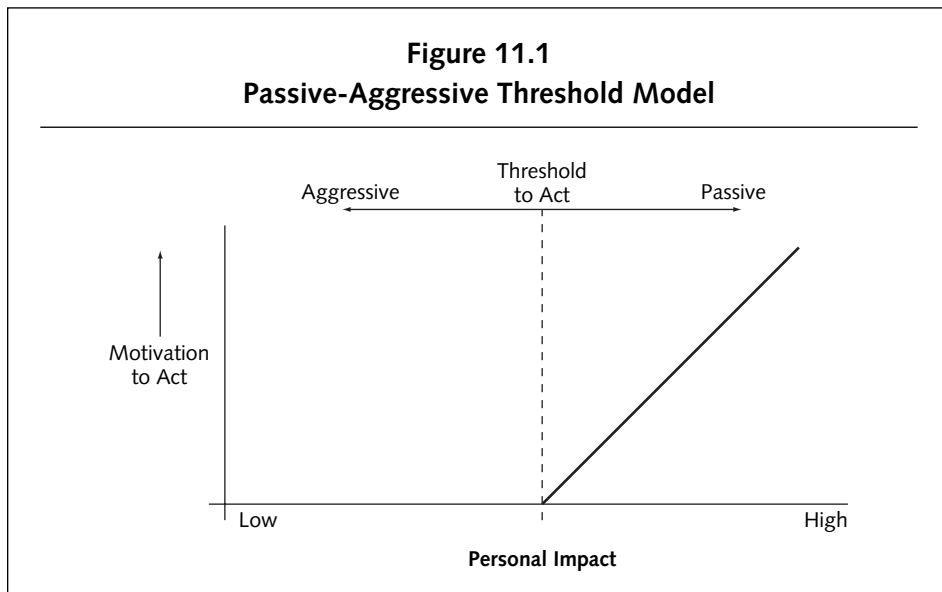 Figure 11.1
Passive-Aggressive Threshold Model
Threshold
to Act
Aggressive
Passive
Motivation
to Act
Low
High
Personal Impact